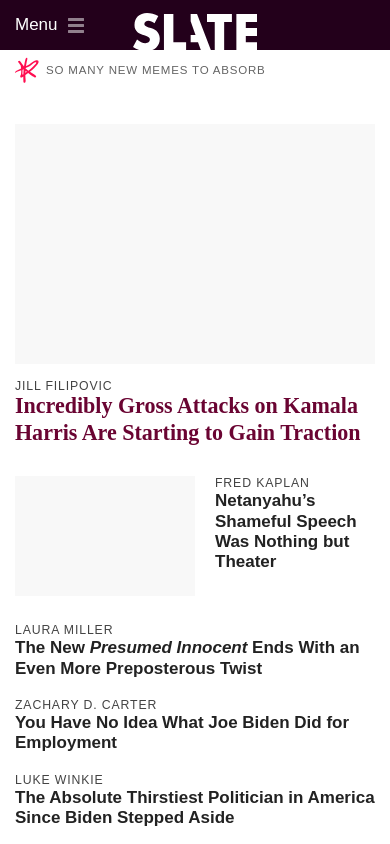 Menu
SLATE
SO MANY NEW MEMES TO ABSORB
JILL FILIPOVIC
Incredibly Gross Attacks on Kamala
Harris Are Starting to Gain Traction
FRED KAPLAN
Netanyahu’s
Shameful Speech
Was Nothing but
Theater
LAURA MILLER
The New Presumed Innocent Ends With an
Even More Preposterous Twist
ZACHARY D. CARTER
You Have No Idea What Joe Biden Did for
Employment
LUKE WINKIE
The Absolute Thirstiest Politician in America
Since Biden Stepped Aside